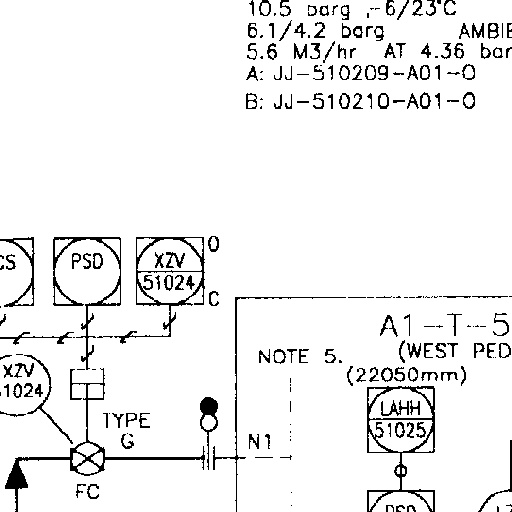 10.5 barg ,-6/23°C
6.1/4.2 barg AMBIE
5.6 M3/hr AT 4.36 bar
A: JJ-510209-A01-0
B: JJ-510210-A01-0
CS
PSD
XZV
51024
O
C
A1-T-5
NOTE 5.
(WEST PED
(22050mm)
XZV
51024
LAHH
51025
TYPE
G
N1
FC
PSD